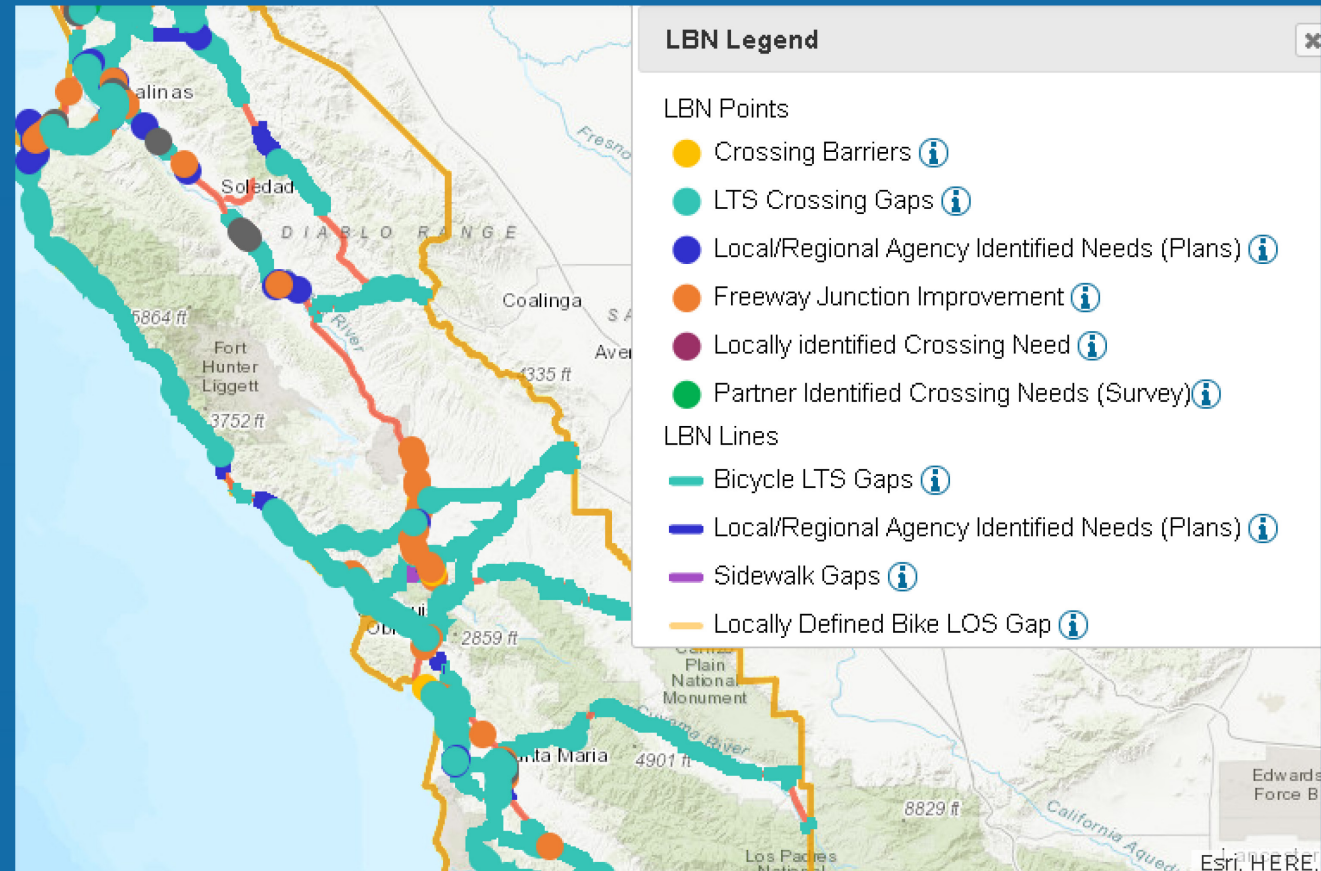 LBN Legend
LBN Points
Crossing Barriers
LTS Crossing Gaps
Local/Regional Agency Identified Needs (Plans)
Freeway Junction Improvement
Locally identified Crossing Need
Partner Identified Crossing Needs (Survey)
LBN Lines
Bicycle LTS Gaps
Local/Regional Agency Identified Needs (Plans)
Sidewalk Gaps
Locally Defined Bike LOS Gap
alinas
Fresno
Soledad
DIABLO RANGE
Coalinga
5864 ft
River
Fort
Hunter
Liggett
4335 ft
3752 ft
2859 ft
Plain
National
Monument
Cuyama River
nta Maria
4901 ft
8829 ft
Edwards
Force B
California Aqued
Los Padres
Esri, HERE,